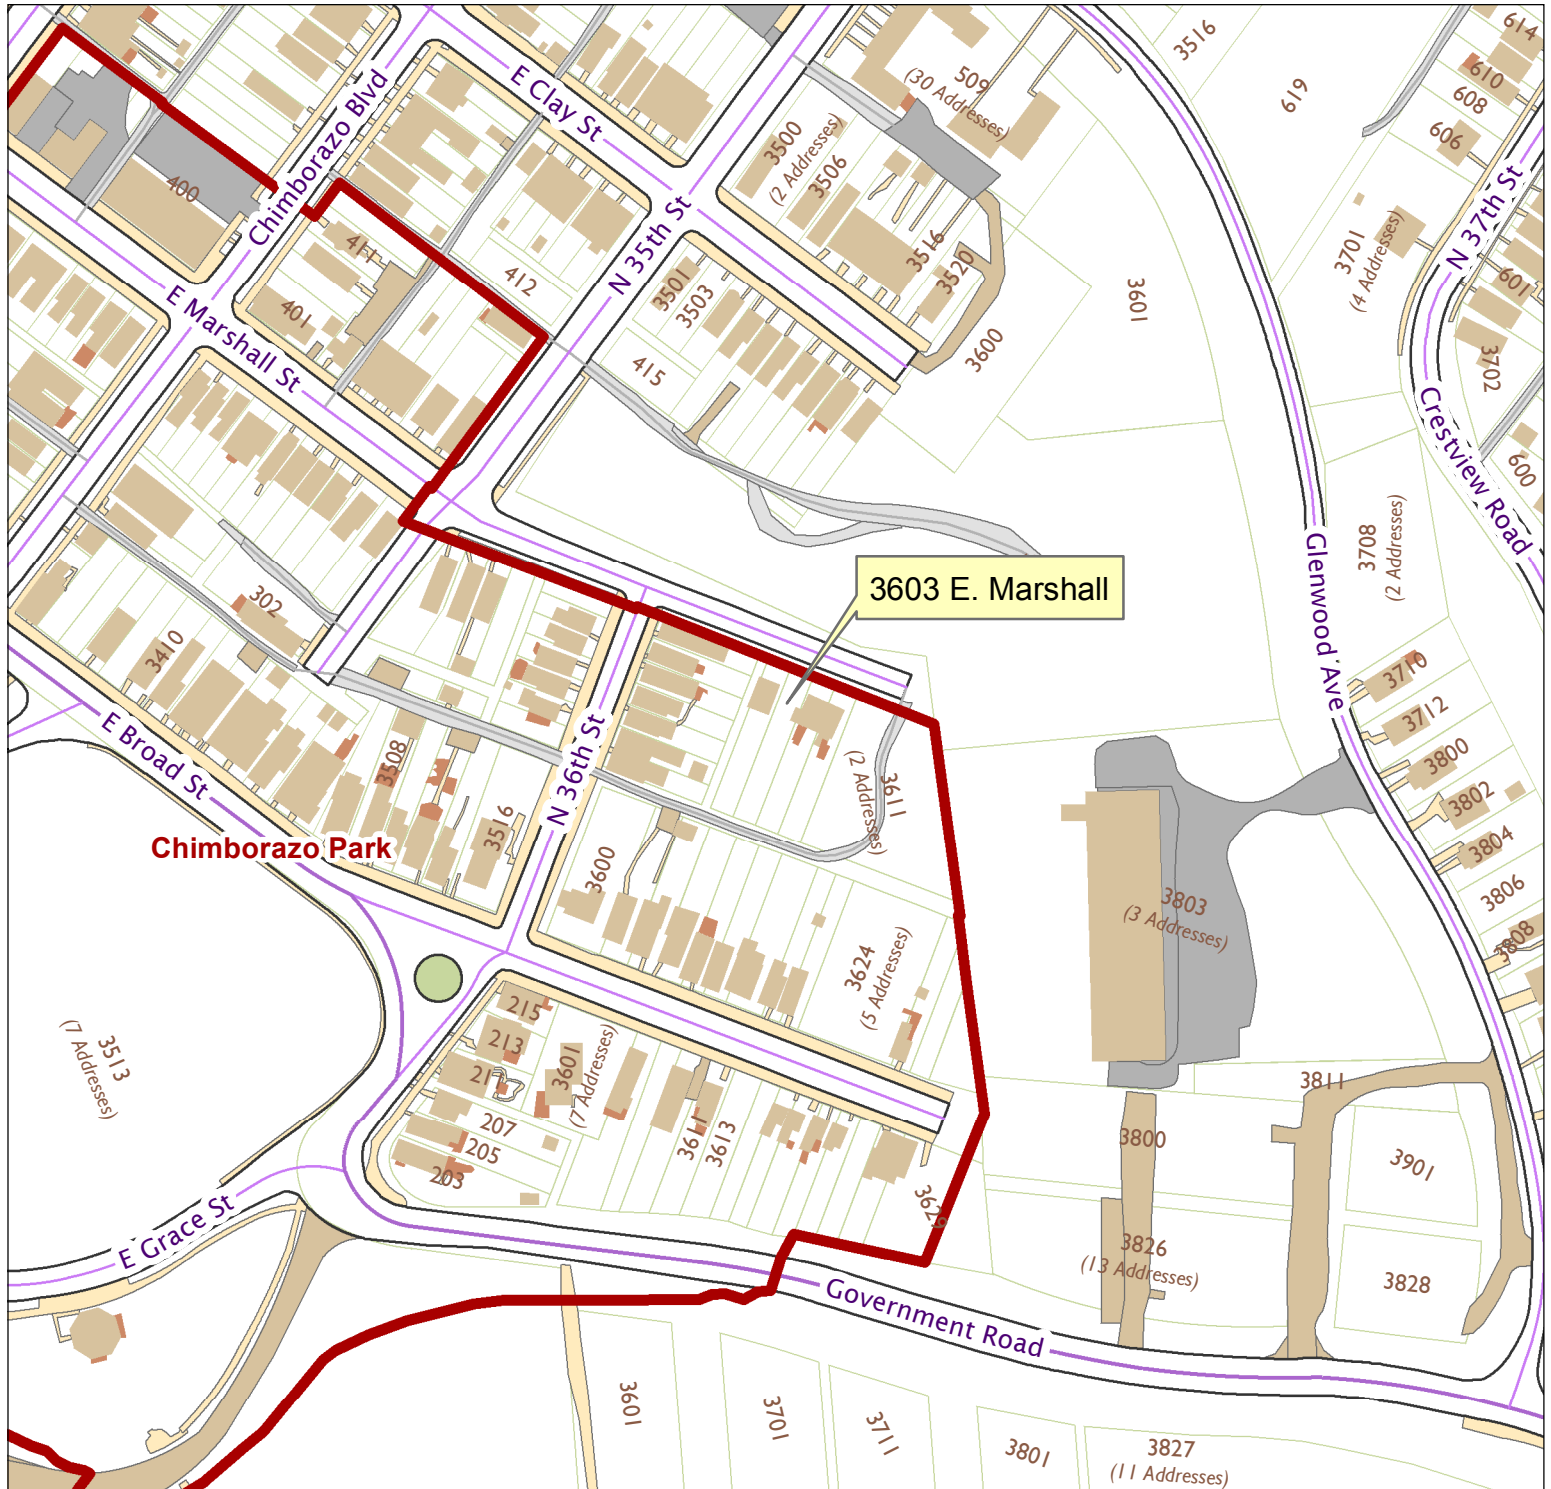 614
610
608
606
3516
619
509
(30 Addresses)
E Clay St
Chimborazo Blvd
3500
(2 Addresses)
3506
3516
3520
3600
400
N 35th St
N 37th St
3701
(4 Addresses)
601
3601
411
412
401
3501
3503
415
E Marshall St
3702
Crestview Road
600
3708
(2 Addresses)
Glenwood Ave
3603 E. Marshall
302
3410
3710
3712
3800
3802
3804
3806
3808
E Broad St
3508
N 36th St
3611
(2 Addresses)
3516
Chimborazo Park
3600
3803
(3 Addresses)
3624
(5 Addresses)
3513
(7 Addresses)
215
213
3601
(7 Addresses)
207
205
203
3611
3613
3629
3811
3800
3901
3826
(13 Addresses)
3828
E Grace St
Government Road
3601
3701
3711
3801
3827
(11 Addresses)